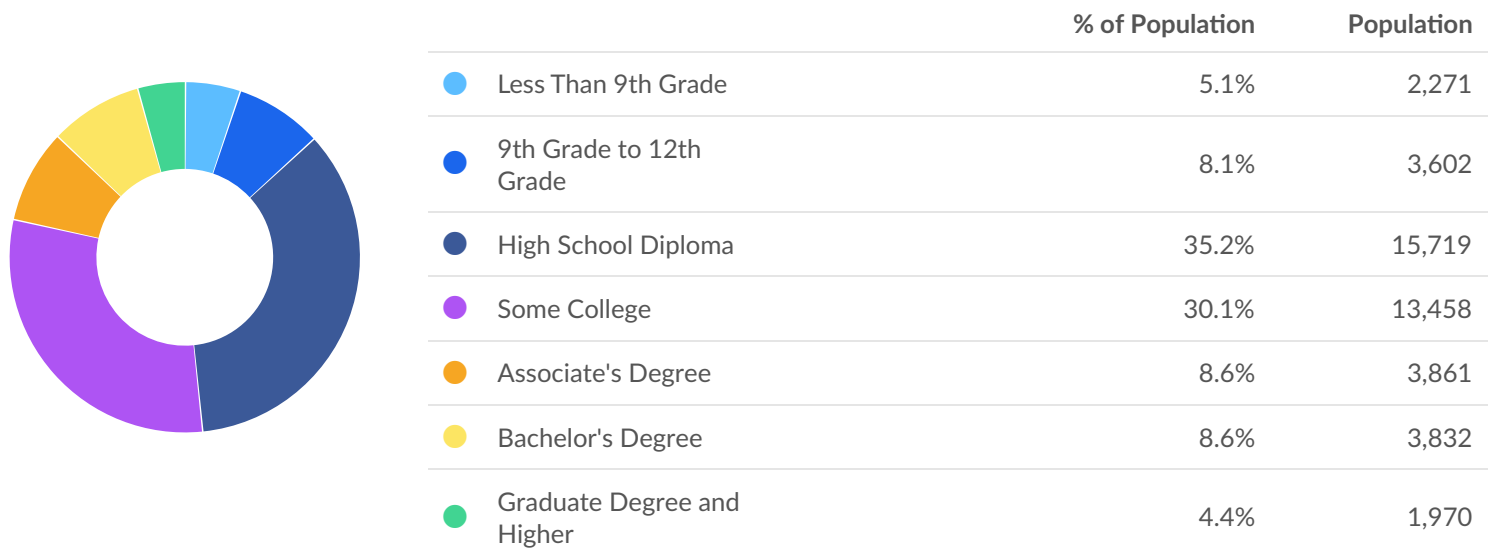 % of Population Population
Less Than 9th Grade 5.1% 2,271
9th Grade to 12th
Grade 8.1% 3,602
High School Diploma 35.2% 15,719
Some College 30.1% 13,458
Associate's Degree 8.6% 3,861
Bachelor's Degree 8.6% 3,832
Graduate Degree and
Higher 4.4% 1,970